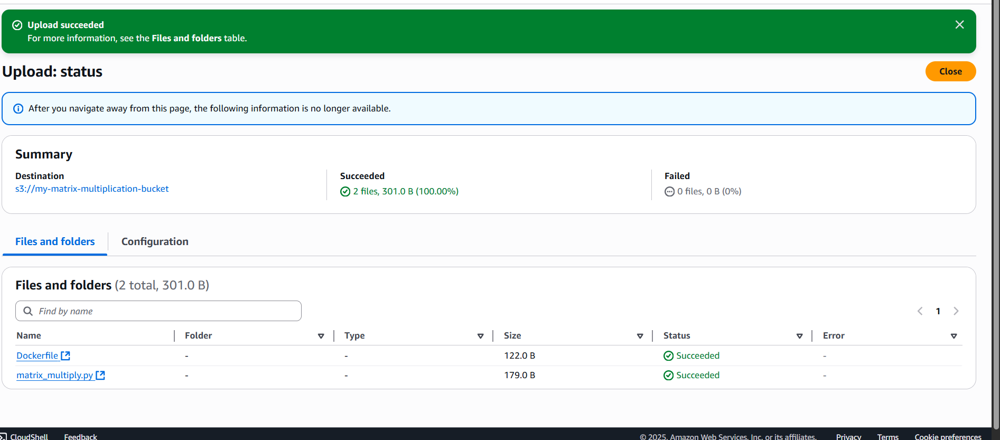 Upload succeeded
For more information, see the Files and folders table.
Upload: status
Close
After you navigate away from this page, the following information is no longer available.
Summary
Destination
s3://my-matrix-multiplication-bucket
Succeeded
2 files, 301.0 B (100.00%)
Failed
0 files, 0 B (0%)
Files and folders
Configuration
Files and folders (2 total, 301.0 B)
Find by name
1
Name Folder Type Size Status Error
Dockerfile - - 122.0 B Succeeded -
matrix_multiply.py - - 179.0 B Succeeded -
CloudShell Feedback © 2025, Amazon Web Services, Inc. or its affiliates. Privacy Terms Cookie preferences